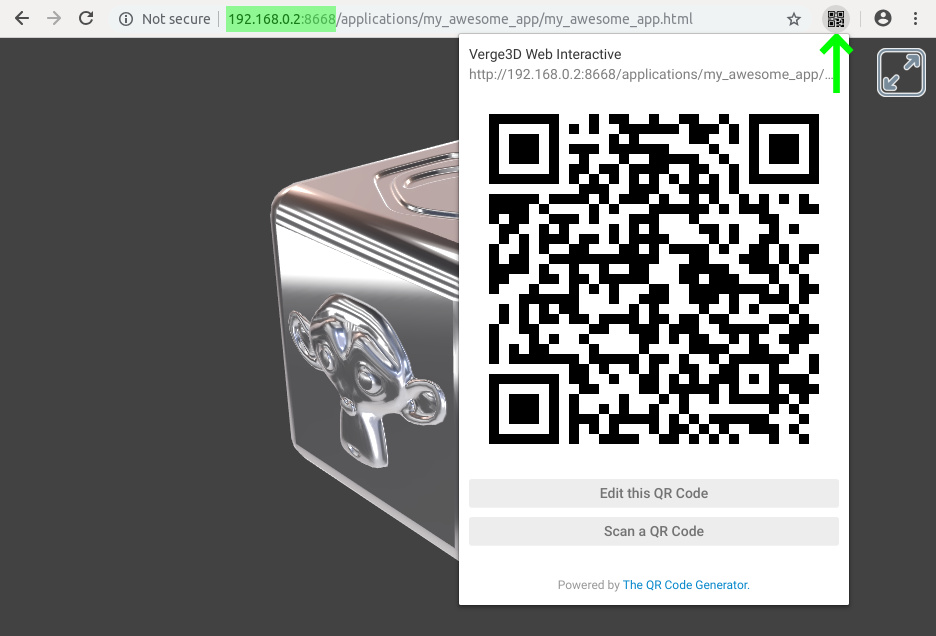 Not secure | 192.168.0.2:8668/applications/my_awesome_app/my_awesome_app.html
Verge3D Web Interactive
http://192.168.0.2:8668/applications/my_awesome_app/...
Edit this QR Code
Scan a QR Code
Powered by The QR Code Generator.